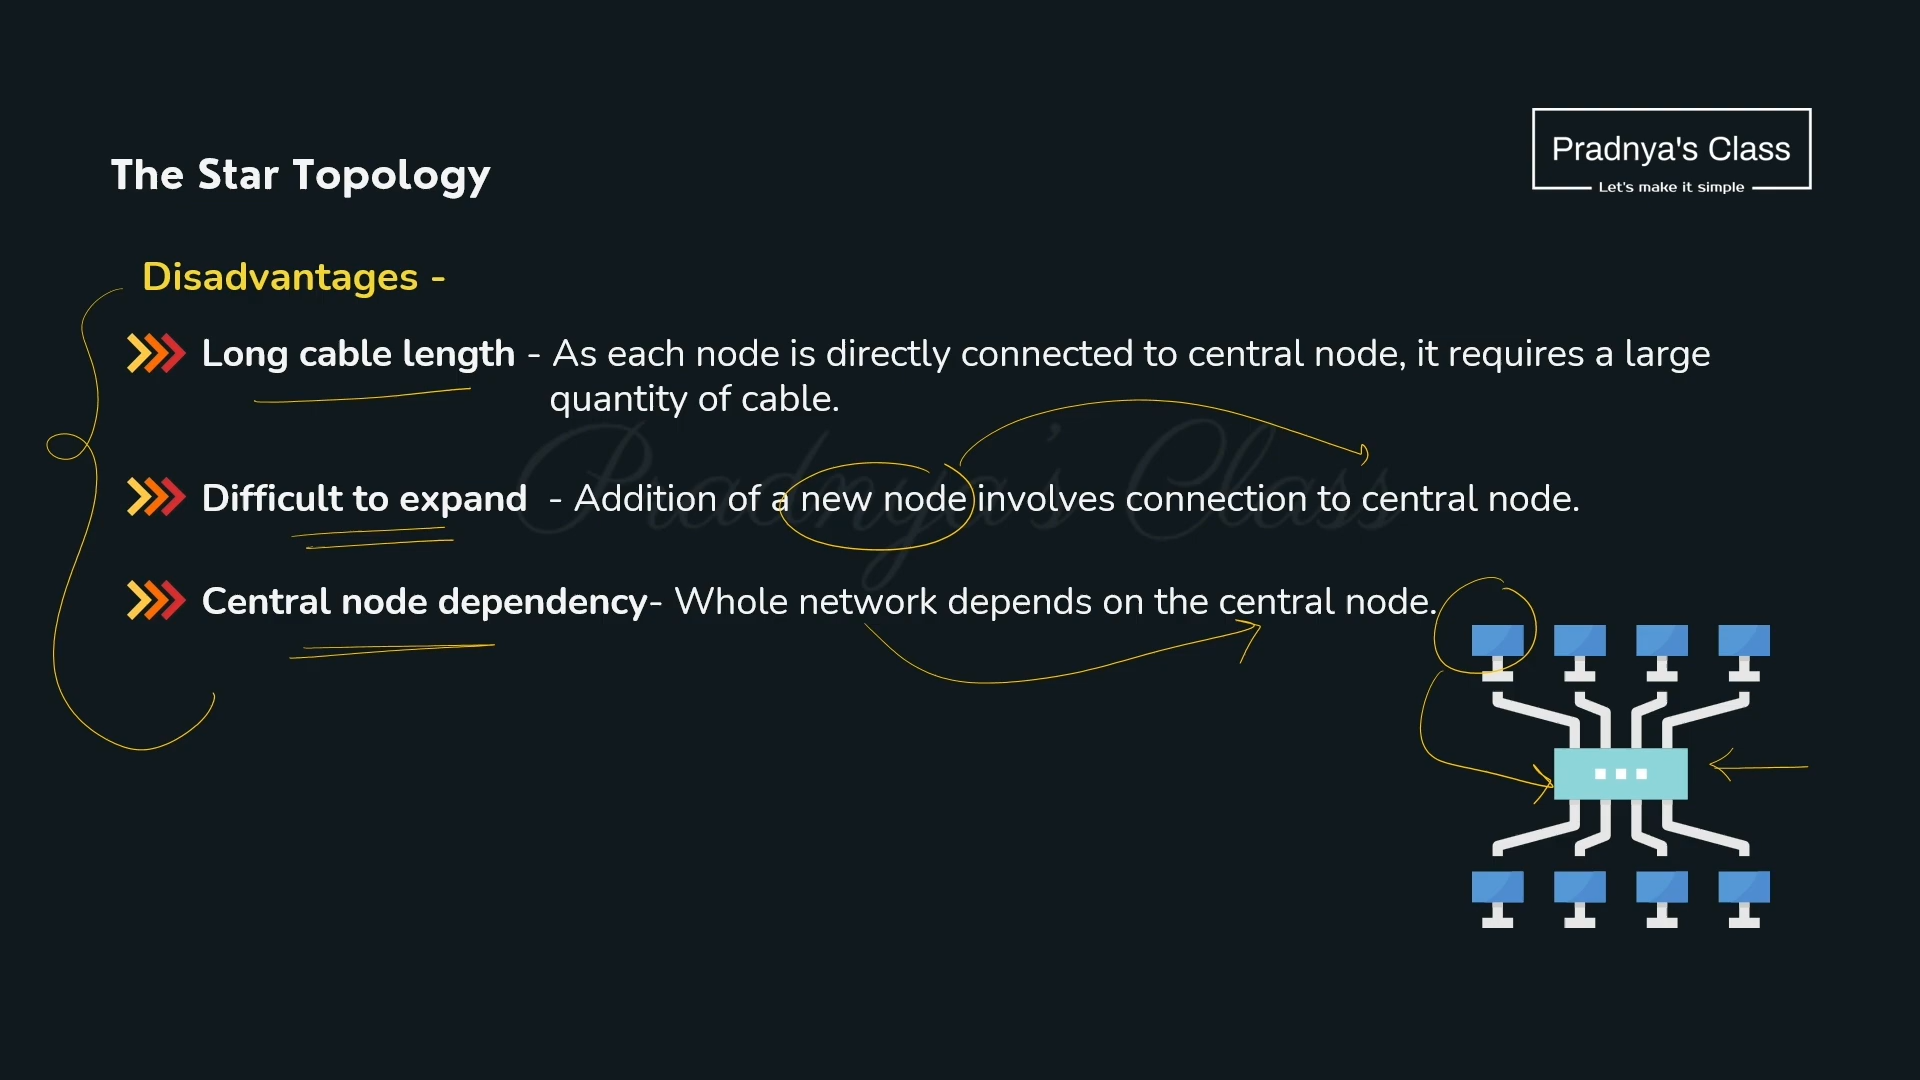 Pradnya's Class
Let's make it simple
The Star Topology
Disadvantages -
Long cable length - As each node is directly connected to central node, it requires a large
quantity of cable.
Difficult to expand - Addition of a new node involves connection to central node.
Central node dependency- Whole network depends on the central node.
Pradnya's Class